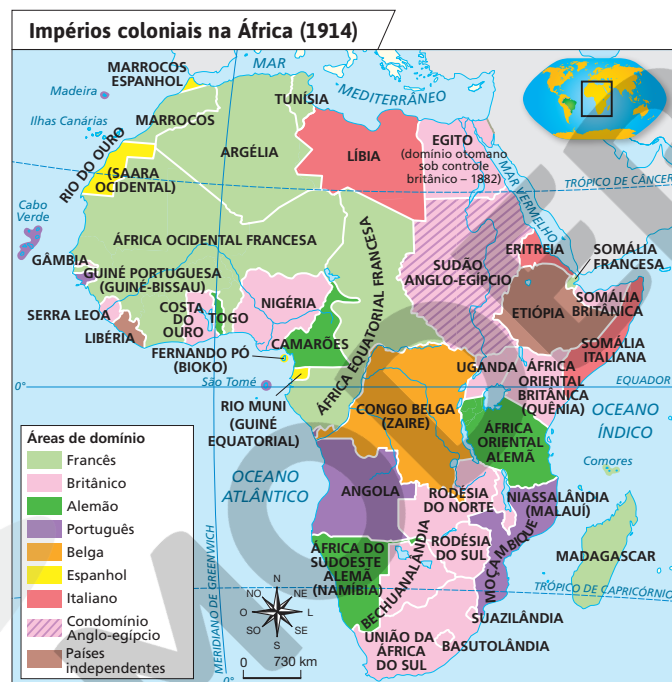 Impérios coloniais na África (1914)
MAR
MEDITERRÂNEO
MARROCOS
ESPANHOL
Madeira
TUNÍSIA
Ilhas Canárias
MARROCOS
RIO DO OURO
(SAARA
OCIDENTAL)
ARGÉLIA
LÍBIA
EGITO
(domínio otomano
sob controle
britânico – 1882)
MAR VERMELHO
TRÓPICO DE CÂNCER
Cabo
Verde
ÁFRICA OCIDENTAL FRANCESA
ÁFRICA EQUATORIAL FRANCESA
SUDÃO
ANGLO-EGÍPCIO
ERITREIA
SOMÁLIA
FRANCESA
GÂMBIA
GUINÉ PORTUGUESA
(GUINÉ-BISSAU)
SERRA LEOA
LIBÉRIA
COSTA
DO
OURO
TOGO
NIGÉRIA
CAMARÕES
ETIÓPIA
SOMÁLIA
BRITÂNICA
SOMÁLIA
ITALIANA
FERNANDO PÓ
(BIOKO)
São Tomé
0°
EQUADOR
RIO MUNI
(GUINÉ
EQUATORIAL)
UGANDA
ÁFRICA
ORIENTAL
BRITÂNICA
(QUÊNIA)
CONGO BELGA
(ZAIRE)
ÁFRICA
ORIENTAL
ALEMÃ
OCEANO
ÍNDICO
OCEANO
ATLÂNTICO
Comores
ANGOLA
RODÉSIA
DO NORTE
NIASSALÂNDIA
(MALAUÍ)
RODÉSIA
DO SUL
MOÇAMBIQUE
MADAGASCAR
ÁFRICA DO
SUDOESTE
ALEMÃ
(NAMÍBIA)
BECHUANALÂNDIA
TRÓPICO DE CAPRICÓRNIO
SUAZILÂNDIA
BASUTOLÂNDIA
UNIÃO DA
ÁFRICA
DO SUL
MERIDIANO DE GREENWICH
0°
Áreas de domínio
Francês
Britânico
Alemão
Português
Belga
Espanhol
Italiano
Condomínio
Anglo-egípcio
Países
independentes
N
NO
NE
O
L
SO
SE
S
0
730 km